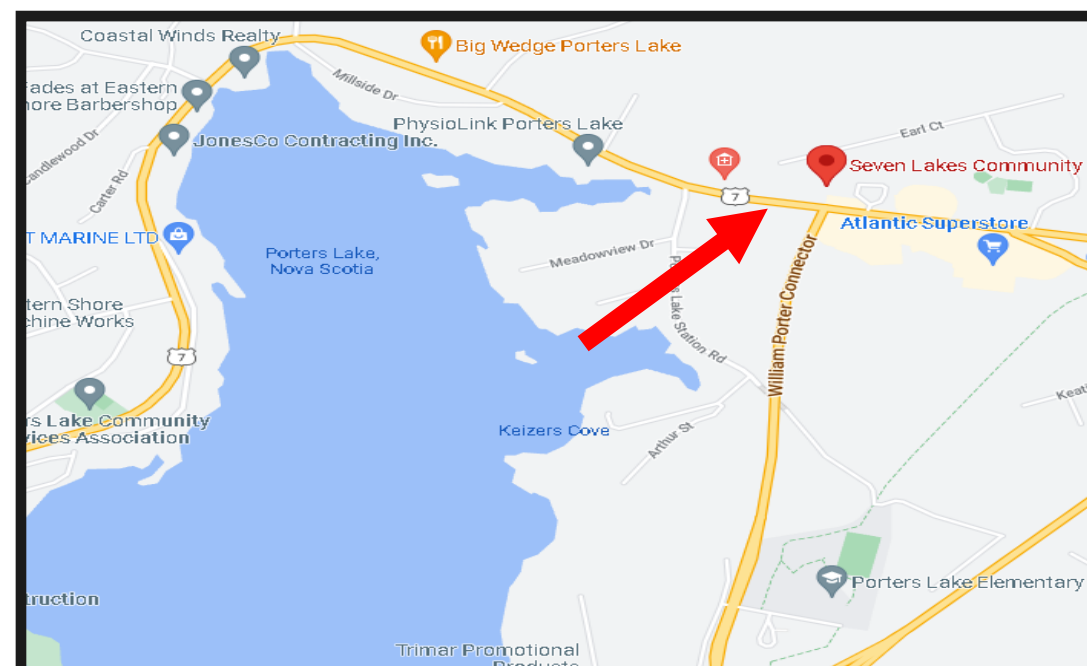 Coastal Winds Realty
Big Wedge Porters Lake
Millside Dr
ades at Eastern
ore Barbershop
PhysioLink Porters Lake
Earl Ct
JonesCo Contracting Inc.
Candlewood Dr
Seven Lakes Community
Carter Rd
7
Atlantic Superstore
T MARINE LTD
Porters Lake,
Nova Scotia
Meadowview Dr
William Porter Connector
Lake Station Rd
tern Shore
chine Works
7
rs Lake Community
vices Association
Keizers Cove
Arthur St
Keat
Porters Lake Elementary
truction
Trimar Promotional
Products